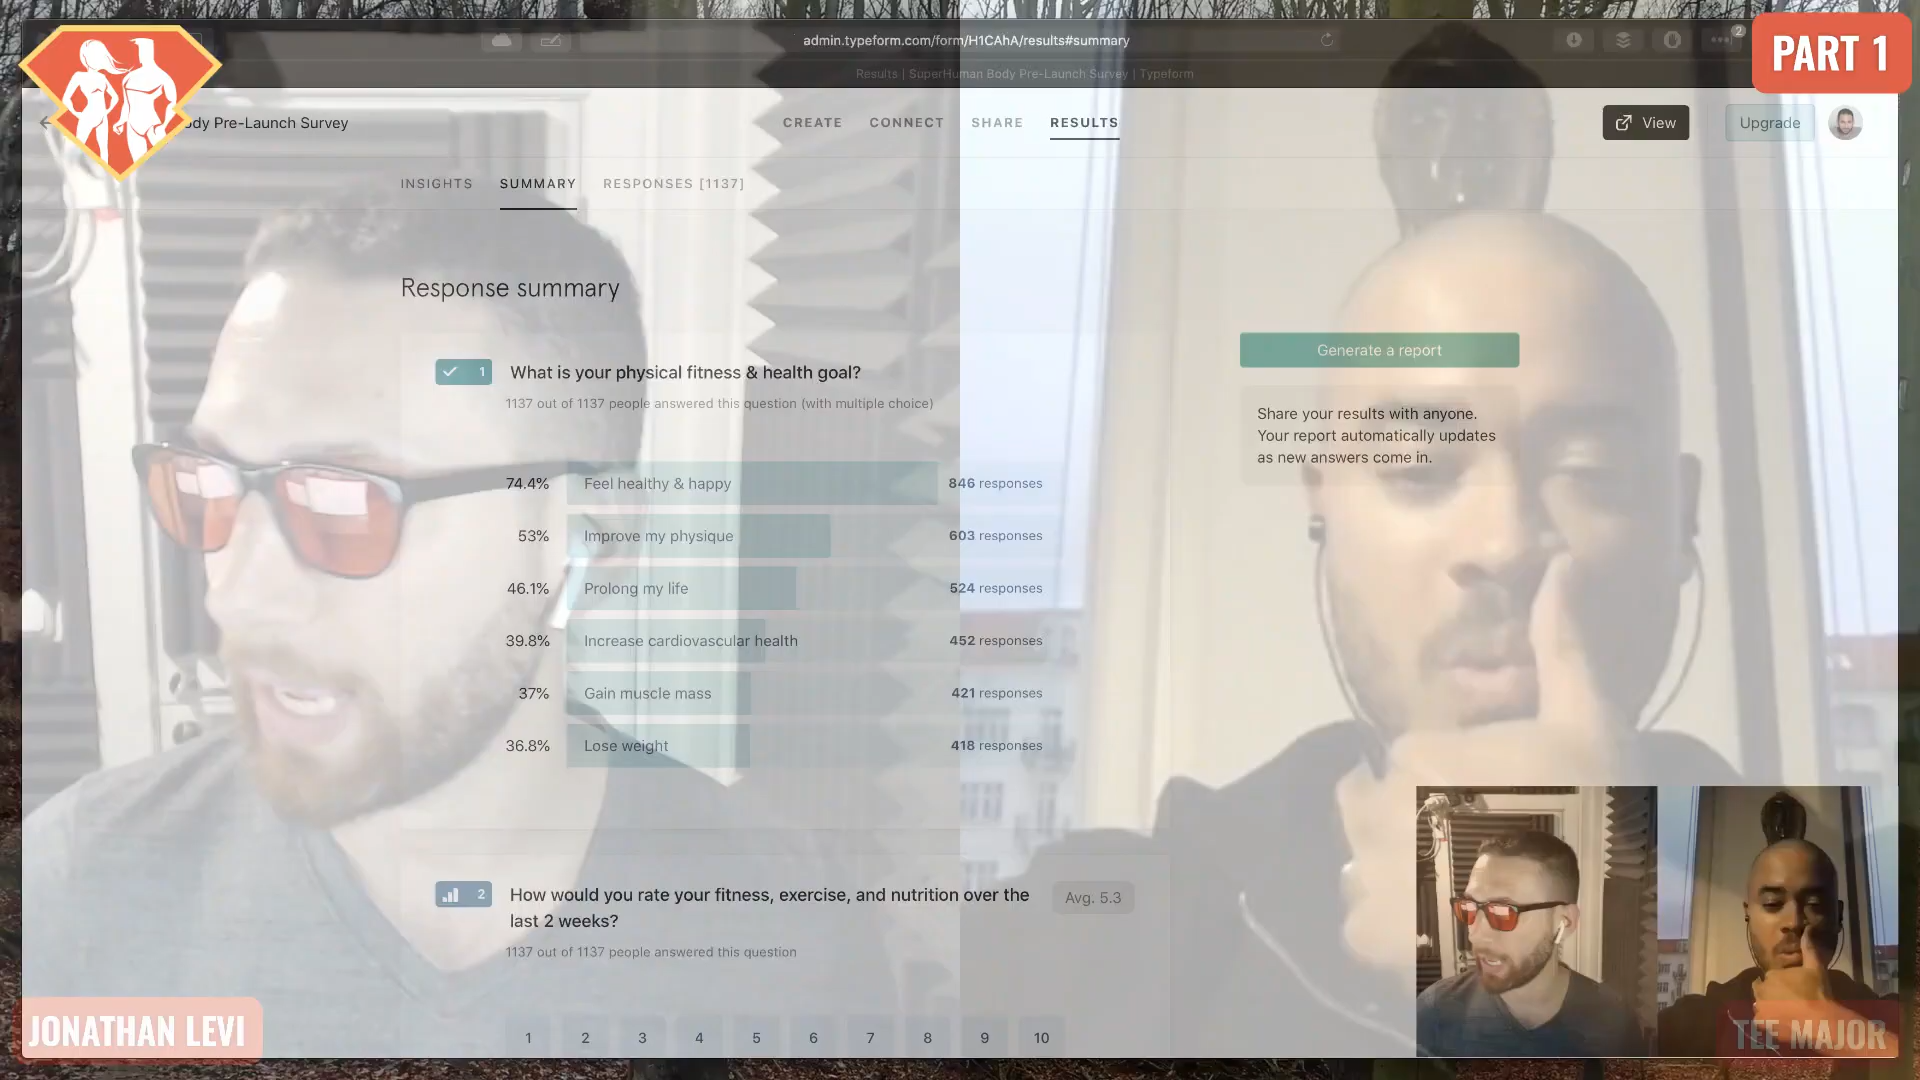 admin.typeform.com/form/H1CAhA/results#summary
Results | SuperHuman Body Pre-Launch Survey | Typeform
2
PART 1
dy Pre-Launch Survey
CREATE
CONNECT
SHARE
RESULTS
View
Upgrade
INSIGHTS
SUMMARY
RESPONSES [1137]
Response summary
1
What is your physical fitness & health goal?
1137 out of 1137 people answered this question (with multiple choice)
74.4% Feel healthy & happy 846 responses
53% Improve my physique 603 responses
46.1% Prolong my life 524 responses
39.8% Increase cardiovascular health 452 responses
37% Gain muscle mass 421 responses
36.8% Lose weight 418 responses
Generate a report
Share your results with anyone.
Your report automatically updates
as new answers come in.
2
How would you rate your fitness, exercise, and nutrition over the
last 2 weeks?
Avg. 5.3
1137 out of 1137 people answered this question
1 2 3 4 5 6 7 8 9 10
JONATHAN LEVI
TEE MAJOR